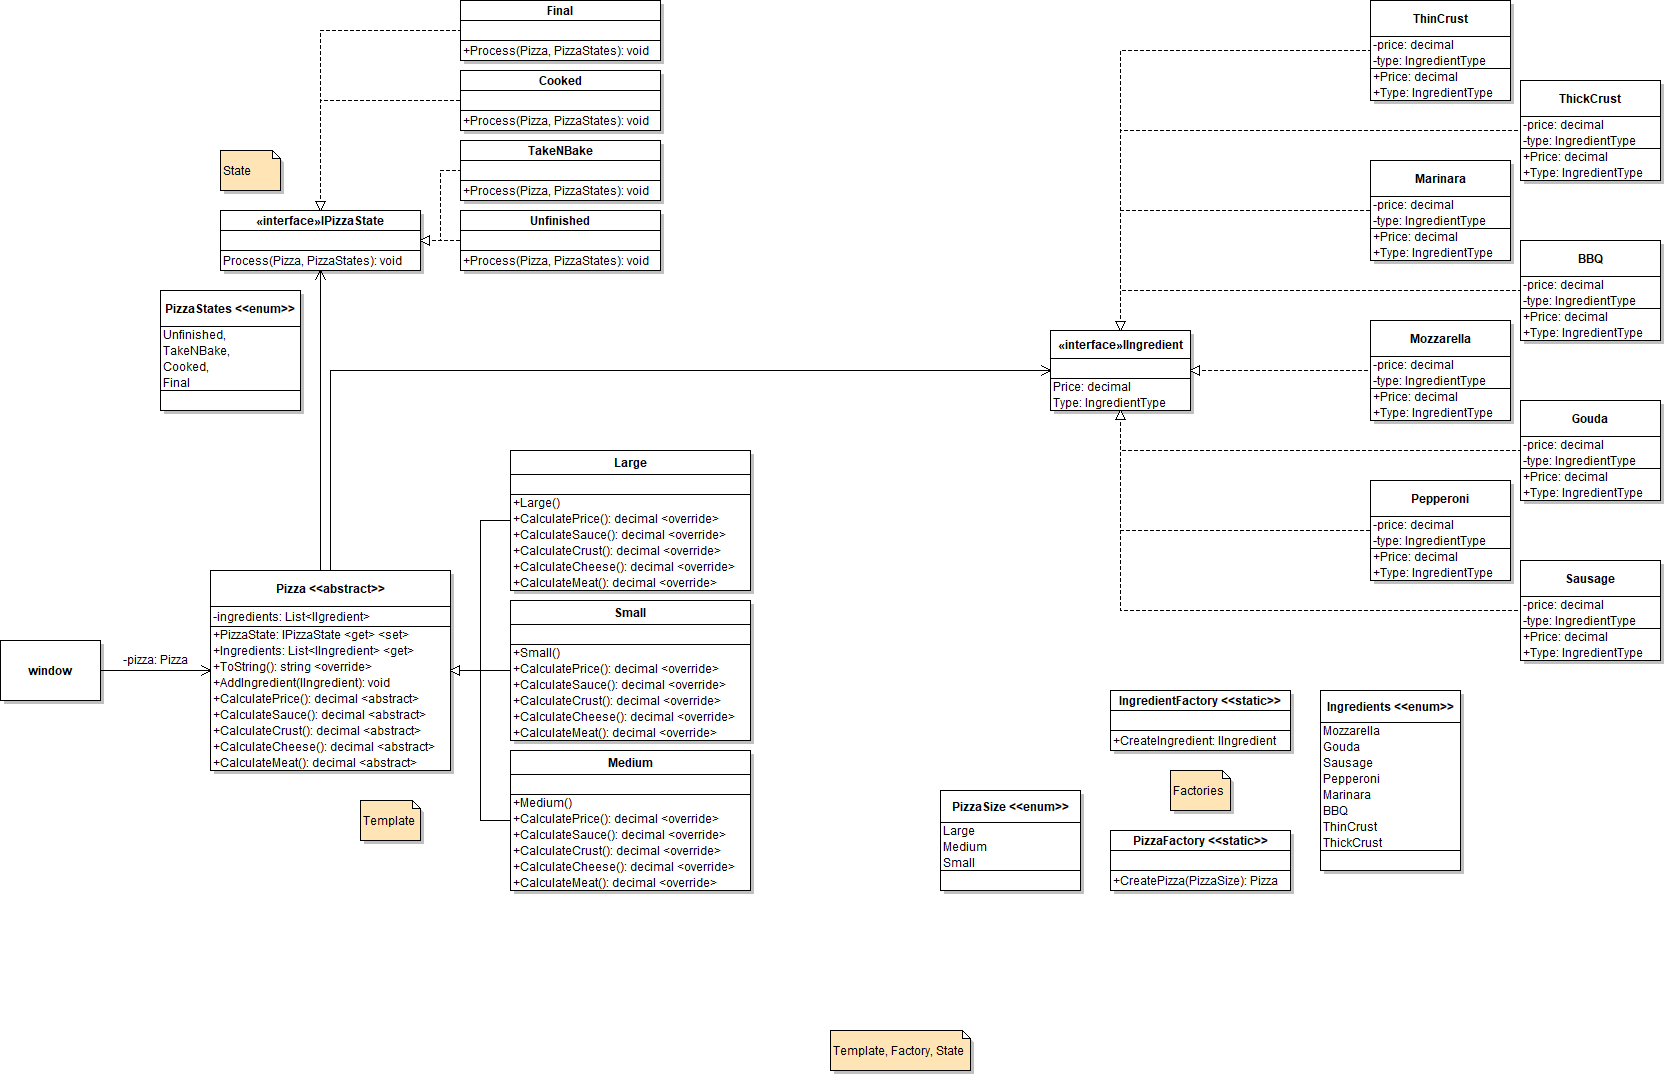 Final
+Process(Pizza, PizzaStates): void
Cooked
+Process(Pizza, PizzaStates): void
TakeNBake
+Process(Pizza, PizzaStates): void
Unfinished
+Process(Pizza, PizzaStates): void
State
«interface»IPizzaState
Process(Pizza, PizzaStates): void
PizzaStates <<enum>>
Unfinished,
TakeNBake,
Cooked,
Final
Large
+Large()
+CalculatePrice(): decimal <override>
+CalculateSauce(): decimal <override>
+CalculateCrust(): decimal <override>
+CalculateCheese(): decimal <override>
+CalculateMeat(): decimal <override>
Small
+Small()
+CalculatePrice(): decimal <override>
+CalculateSauce(): decimal <override>
+CalculateCrust(): decimal <override>
+CalculateCheese(): decimal <override>
+CalculateMeat(): decimal <override>
Medium
+Medium()
+CalculatePrice(): decimal <override>
+CalculateSauce(): decimal <override>
+CalculateCrust(): decimal <override>
+CalculateCheese(): decimal <override>
+CalculateMeat(): decimal <override>
window
-pizza: Pizza
Pizza <<abstract>>
-ingredients: List<IIgredient>
+PizzaState: IPizzaState <get> <set>
+Ingredients: List<IIngredient> <get>
+ToString(): string <override>
+AddIngredient(IIngredient): void
+CalculatePrice(): decimal <abstract>
+CalculateSauce(): decimal <abstract>
+CalculateCrust(): decimal <abstract>
+CalculateCheese(): decimal <abstract>
+CalculateMeat(): decimal <abstract>
Template
ThinCrust
-price: decimal
-type: IngredientType
+Price: decimal
+Type: IngredientType
ThickCrust
-price: decimal
-type: IngredientType
+Price: decimal
+Type: IngredientType
Marinara
-price: decimal
-type: IngredientType
+Price: decimal
+Type: IngredientType
BBQ
-price: decimal
-type: IngredientType
+Price: decimal
+Type: IngredientType
«interface»IIngredient
Price: decimal
Type: IngredientType
Mozzarella
-price: decimal
-type: IngredientType
+Price: decimal
+Type: IngredientType
Gouda
-price: decimal
-type: IngredientType
+Price: decimal
+Type: IngredientType
Pepperoni
-price: decimal
-type: IngredientType
+Price: decimal
+Type: IngredientType
Sausage
-price: decimal
-type: IngredientType
+Price: decimal
+Type: IngredientType
IngredientFactory <<static>>
+CreateIngredient: IIngredient
Factories
PizzaSize <<enum>>
Large
Medium
Small
PizzaFactory <<static>>
+CreatePizza(PizzaSize): Pizza
Ingredients <<enum>>
Mozzarella
Gouda
Sausage
Pepperoni
Marinara
BBQ
ThinCrust
ThickCrust
Template, Factory, State